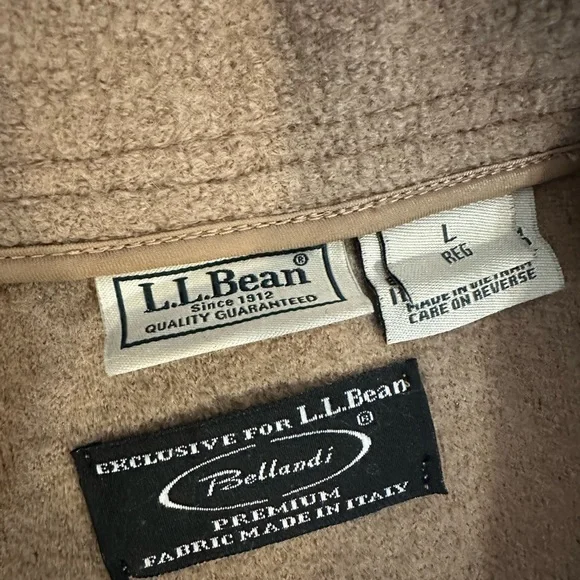 L.L.Bean®
Since 1912
QUALITY GUARANTEED
L
REG
MADE IN VIETNAM
CARE ON REVERSE
EXCLUSIVE FOR L.L.Bean®
Bellandi
PREMIUM
FABRIC MADE IN ITALY